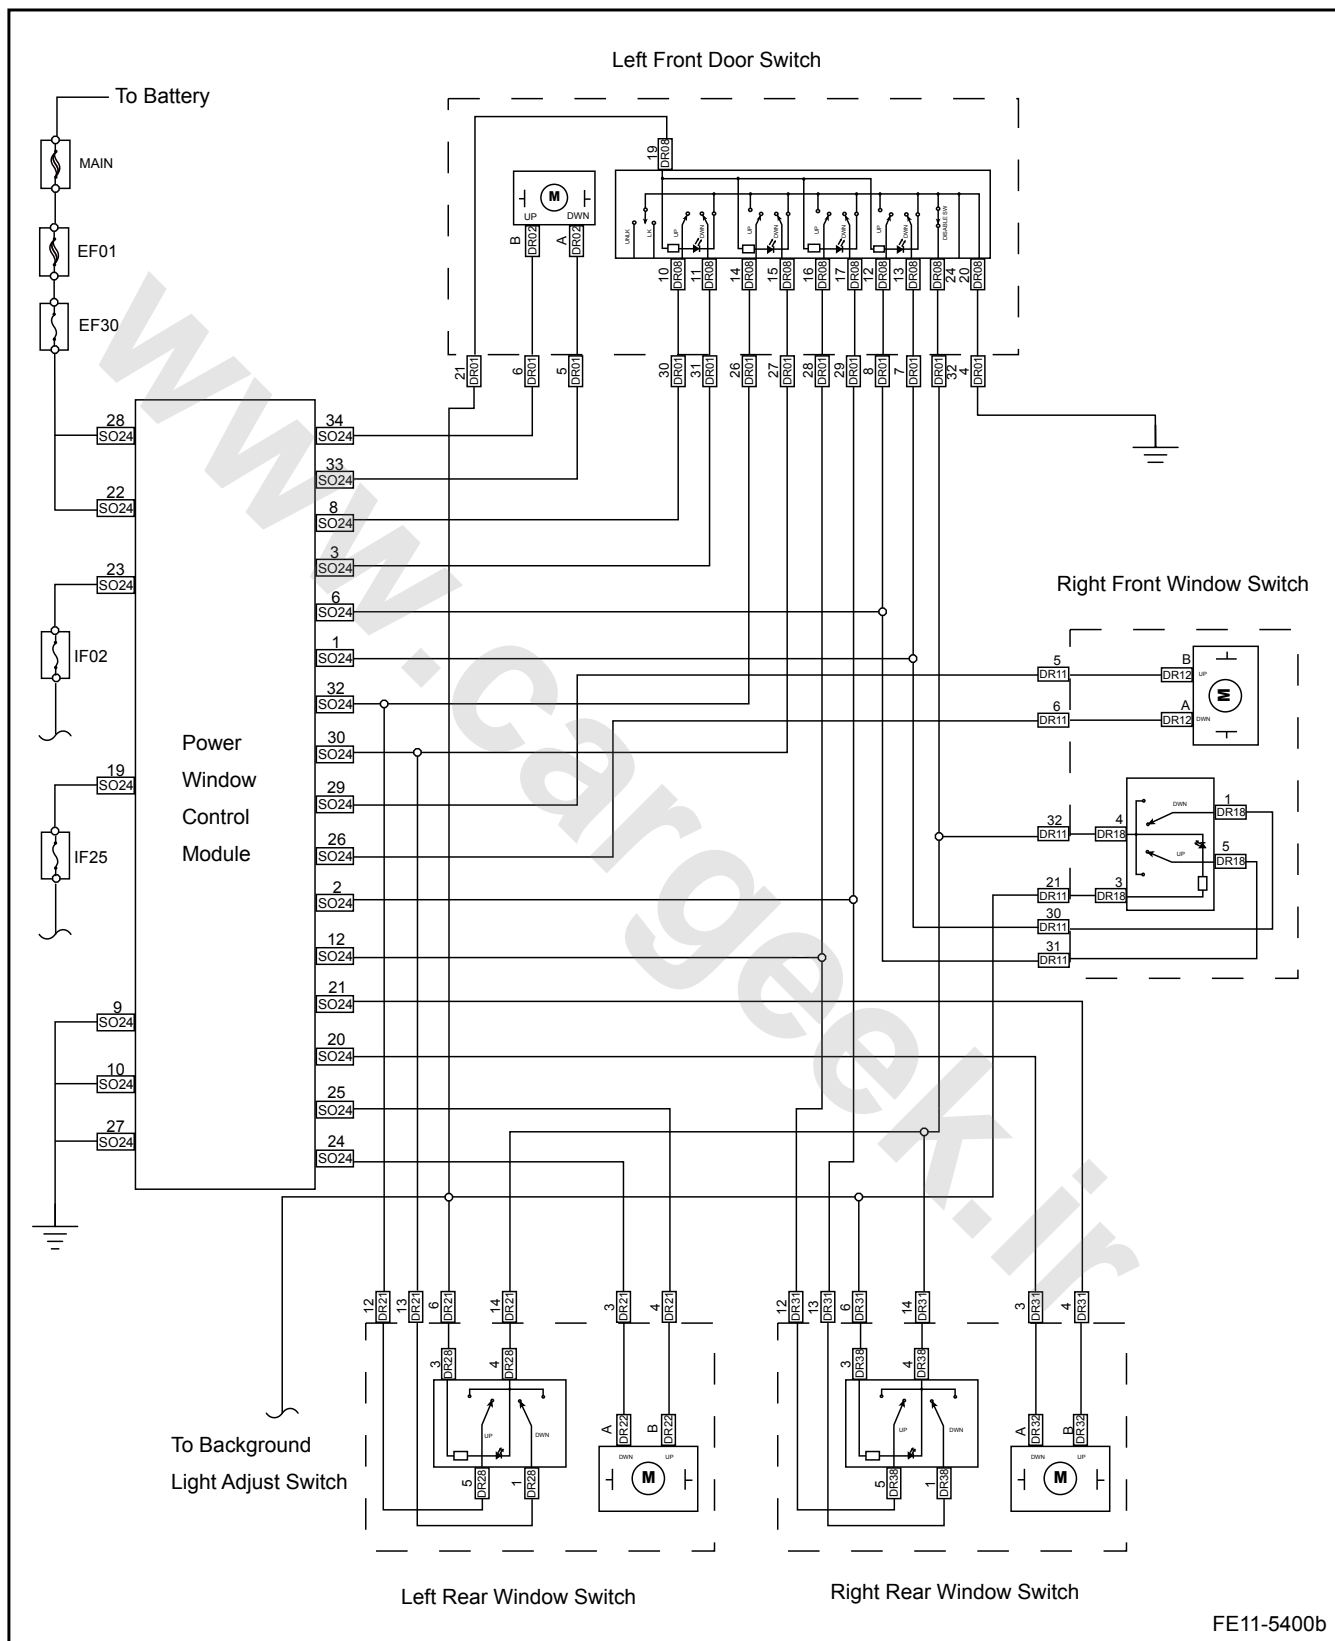 Left Front Door Switch
To Battery
MAIN
EF01
EF30
19
DR08
M
UP DWN
B
DR02
A
DR02
UNLK
LK
UP
DWN
UP
DWN
UP
DWN
UP
DWN
DISABLE SW
10 DR08
11 DR08
14 DR08
15 DR08
16 DR08
17 DR08
12 DR08
13 DR08
DR08
24
20 DR08
21 DR01
6 DR01
5 DR01
30 DR01
31 DR01
26 DR01
27 DR01
28 DR01
29 DR01
8 DR01
7 DR01
DR01
32
4 DR01
28
SO24
22
SO24
23
SO24
IF02
19
SO24
IF25
9
SO24
10
SO24
27
SO24
Power
Window
Control
Module
34
SO24
33
SO24
8
SO24
3
SO24
6
SO24
1
SO24
32
SO24
30
SO24
29
SO24
26
SO24
2
SO24
12
SO24
21
SO24
20
SO24
25
SO24
24
SO24
Right Front Window Switch
5
DR11
B
DR12
UP
M
6
DR11
A
DR12
DWN
32
DR11
4
DR18
DWN
1
DR18
UP
5
DR18
21
DR11
3
DR18
30
DR11
31
DR11
12 DR21
13 DR21
6 DR21
14 DR21
3 DR21
4 DR21
12 DR31
13 DR31
6 DR31
14 DR31
3 DR31
4 DR31
3 DR28
4 DR28
UP
DWN
5 DR28
1 DR28
A DR22
B DR22
DWN UP
M
3 DR38
4 DR38
UP
DWN
5 DR38
1 DR38
A DR32
B DR32
DWN UP
M
To Background
Light Adjust Switch
Left Rear Window Switch
Right Rear Window Switch
FE11-5400b
www.cargeek.ir